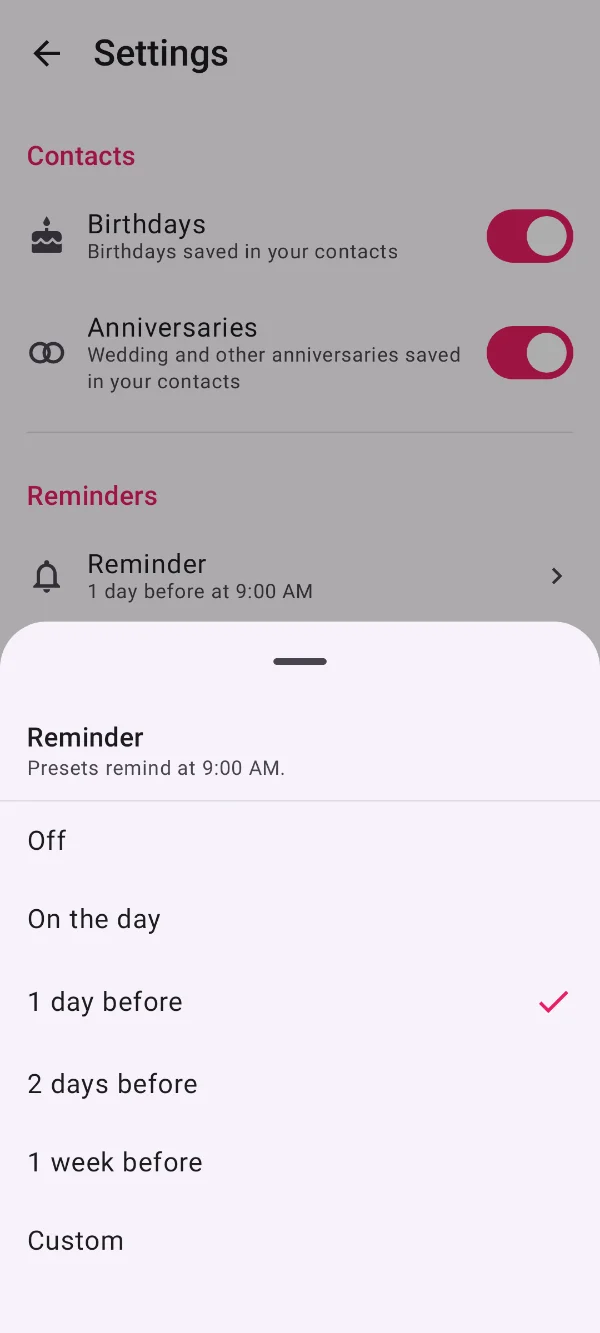 Settings
Contacts
Birthdays
Birthdays saved in your contacts
Anniversaries
Wedding and other anniversaries saved
in your contacts
Reminders
Reminder
1 day before at 9:00 AM
Reminder
Presets remind at 9:00 AM.
Off
On the day
1 day before
2 days before
1 week before
Custom